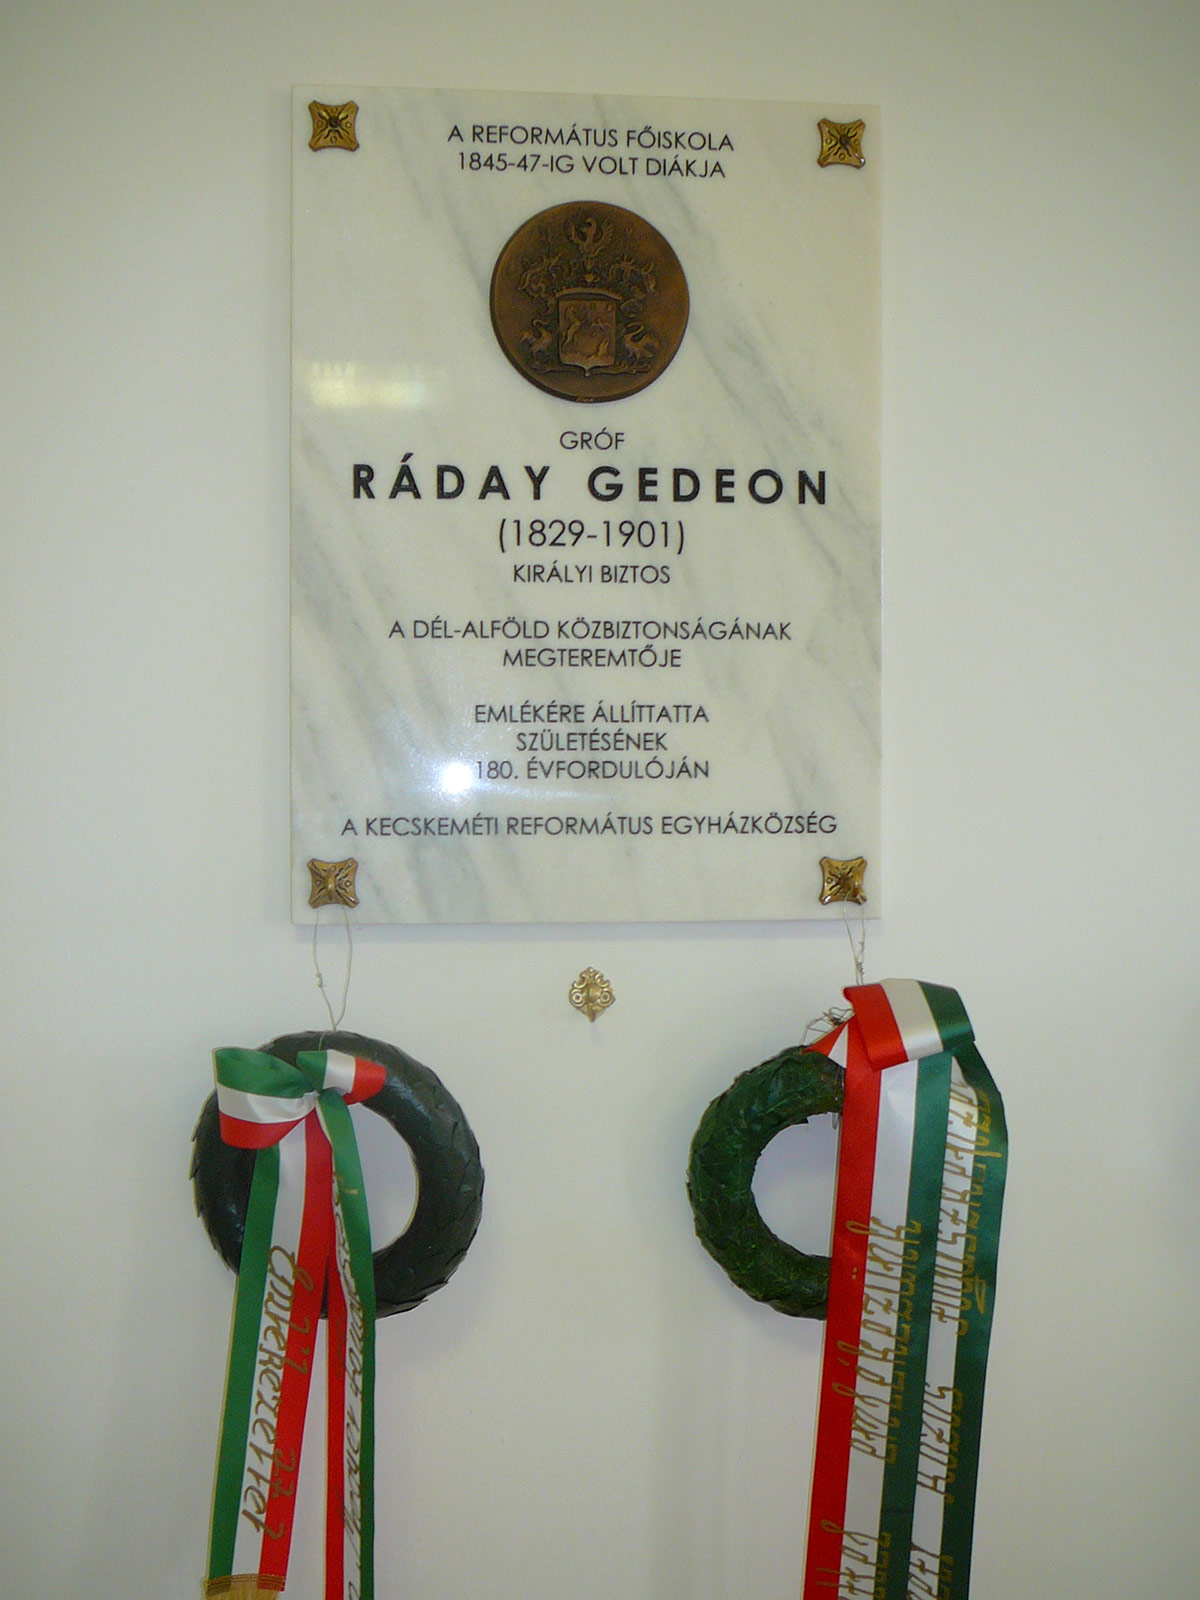 A REFORMÁTUS FŐISKOLA
1845-47-IG VOLT DIÁKJA
GRÓF
RÁDAY GEDEON
(1829-1901)
KIRÁLYI BIZTOS
A DÉL-ALFÖLD KÖZBIZTONSÁGÁNAK
MEGTEREMTŐJE
EMLÉKÉRE ÁLLÍTTATTA
SZÜLETÉSÉNEK
180. ÉVFORDULÓJÁN
A KECSKEMÉTI REFORMÁTUS EGYHÁZKÖZSÉG